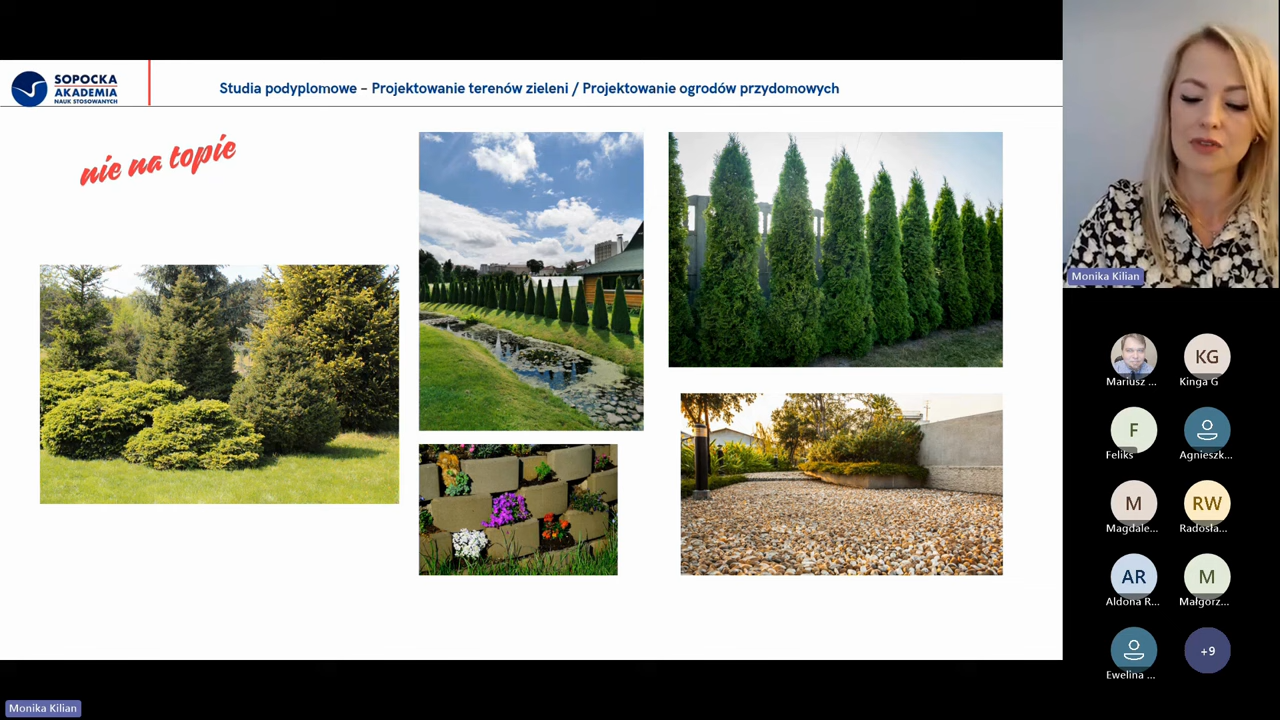 SOPOCKA
AKADEMIA
NAUK STOSOWANYCH
Studia podyplomowe – Projektowanie terenów zieleni / Projektowanie ogrodów przydomowych
nie na topie
Monika Kilian
Mariusz ...
KG
Kinga G
F
Feliks
Agnieszk...
M
Magdale...
RW
Radosła...
AR
Aldona R...
M
Małgorz...
Ewelina ...
+9
Monika Kilian